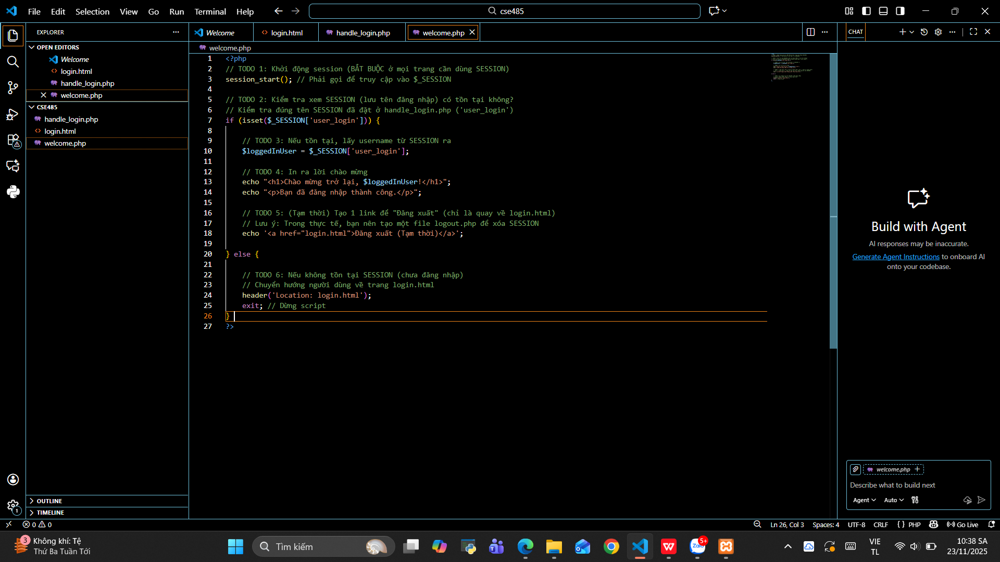 File Edit Selection View Go Run Terminal Help
cse485
EXPLORER
OPEN EDITORS
Welcome
login.html
handle_login.php
welcome.php
CSE485
handle_login.php
login.html
welcome.php
OUTLINE
TIMELINE
Welcome login.html handle_login.php welcome.php
welcome.php
1 <?php
2 // TODO 1: Khởi động session (BẮT BUỘC ở mọi trang cần dùng SESSION)
3 session_start(); // Phải gọi để truy cập vào $_SESSION
4
5 // TODO 2: Kiểm tra xem SESSION (lưu tên đăng nhập) có tồn tại không?
6 // Kiểm tra đúng tên SESSION đã đặt ở handle_login.php ('user_login')
7 if (isset($_SESSION['user_login'])) {
8
9 // TODO 3: Nếu tồn tại, lấy username từ SESSION ra
10 $loggedInUser = $_SESSION['user_login'];
11
12 // TODO 4: In ra lời chào mừng
13 echo "<h1>Chào mừng trở lại, $loggedInUser!</h1>";
14 echo "<p>Bạn đã đăng nhập thành công.</p>";
15
16 // TODO 5: (Tạm thời) Tạo 1 link để "Đăng xuất" (chỉ là quay về login.html)
17 // Lưu ý: Trong thực tế, bạn nên tạo một file logout.php để xóa SESSION
18 echo '<a href="login.html">Đăng xuất (Tạm thời)</a>';
19
20 } else {
21
22 // TODO 6: Nếu không tồn tại SESSION (chưa đăng nhập)
23 // Chuyển hướng người dùng về trang login.html
24 header('Location: login.html');
25 exit; // Dừng script
26 }
27 ?>
CHAT
Build with Agent
AI responses may be inaccurate.
Generate Agent Instructions to onboard AI
onto your codebase.
welcome.php +
Describe what to build next
Agent Auto
1
0 0
Ln 26, Col 3 Spaces: 4 UTF-8 CRLF { } PHP Go Live
3
Không khí: Tệ
Thứ Ba Tuần Tới
Tìm kiếm
Zalo
5+
VIE
TL
10:38 SA
23/11/2025